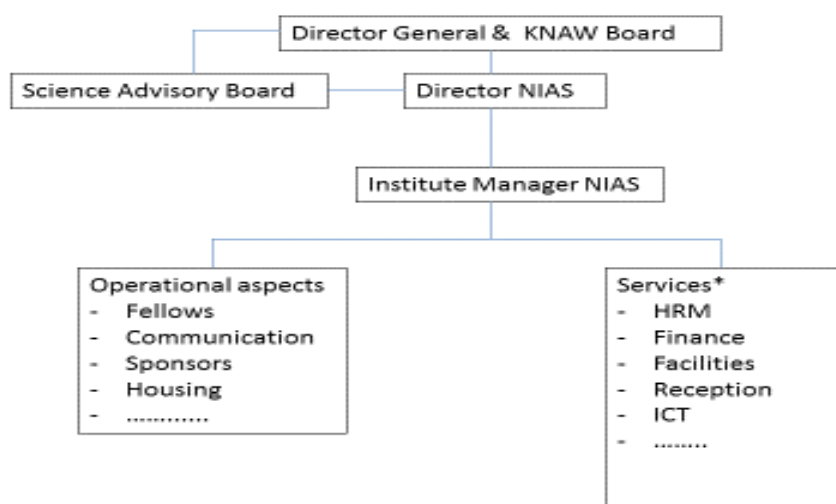 Director General & KNAW Board
Science Advisory Board
Director NIAS
Institute Manager NIAS
Operational aspects
- Fellows
- Communication
- Sponsors
- Housing
- ............
Services*
- HRM
- Finance
- Facilities
- Reception
- ICT
- ........